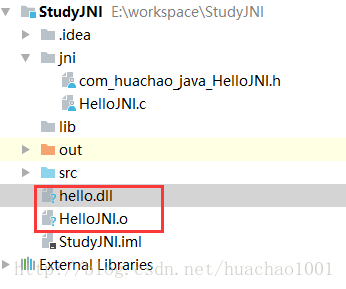 StudyJNI E:\workspace\StudyJNI
.idea
jni
com_huachao_java_HelloJNI.h
HelloJNI.c
lib
out
src
hello.dll
HelloJNI.o
StudyJNI.iml
External Libraries
http://blog.csdn.net/huachao1001